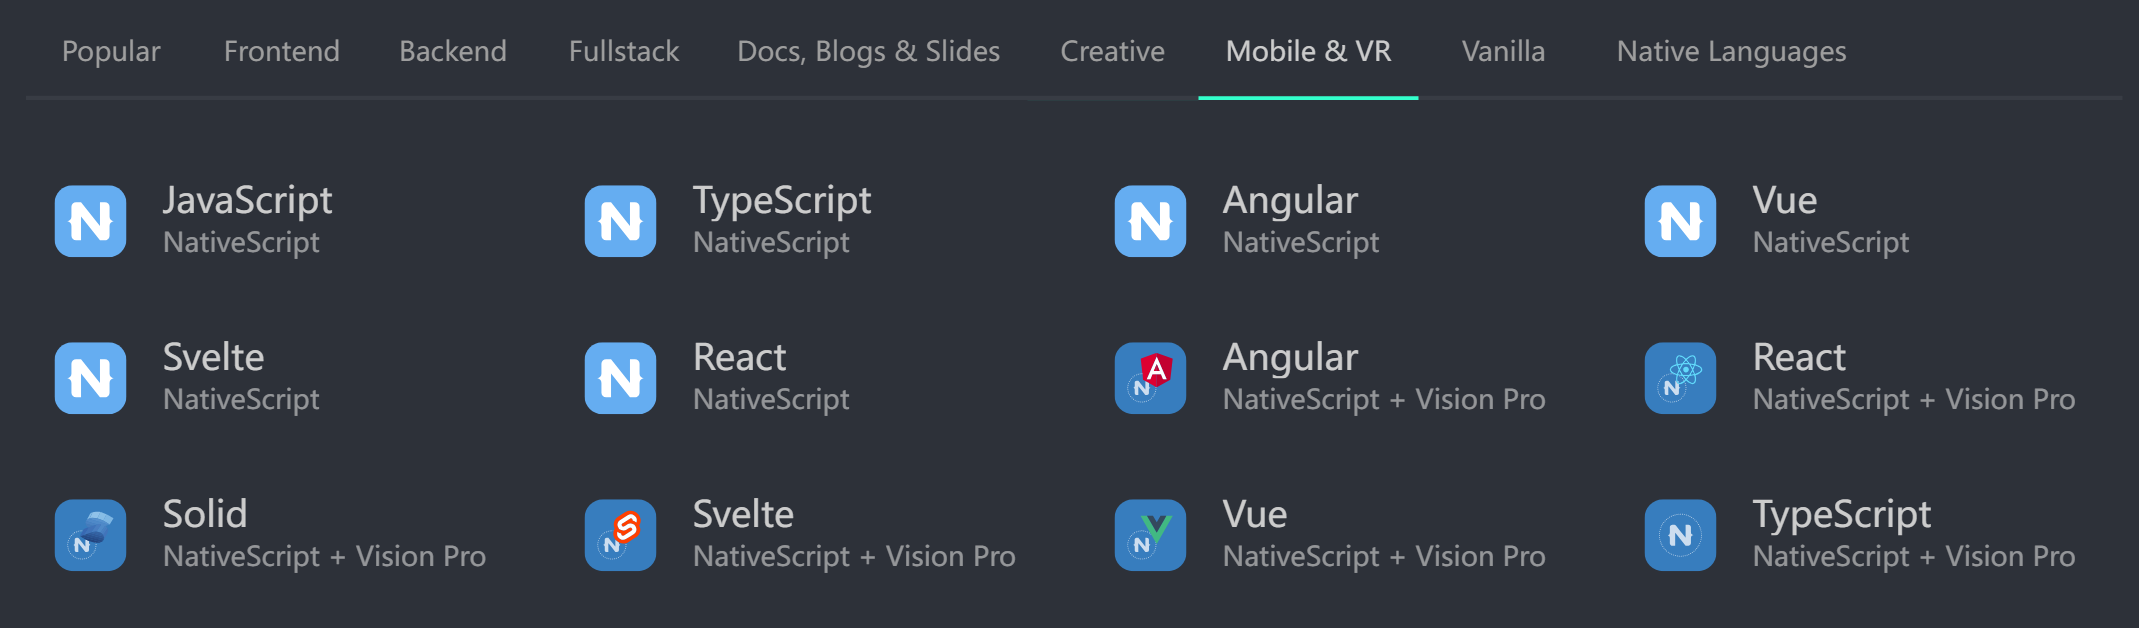 Popular Frontend Backend Fullstack Docs, Blogs & Slides Creative Mobile & VR Vanilla Native Languages
JavaScript
NativeScript
TypeScript
NativeScript
Angular
NativeScript
Vue
NativeScript
Svelte
NativeScript
React
NativeScript
Angular
NativeScript + Vision Pro
React
NativeScript + Vision Pro
Solid
NativeScript + Vision Pro
Svelte
NativeScript + Vision Pro
Vue
NativeScript + Vision Pro
TypeScript
NativeScript + Vision Pro